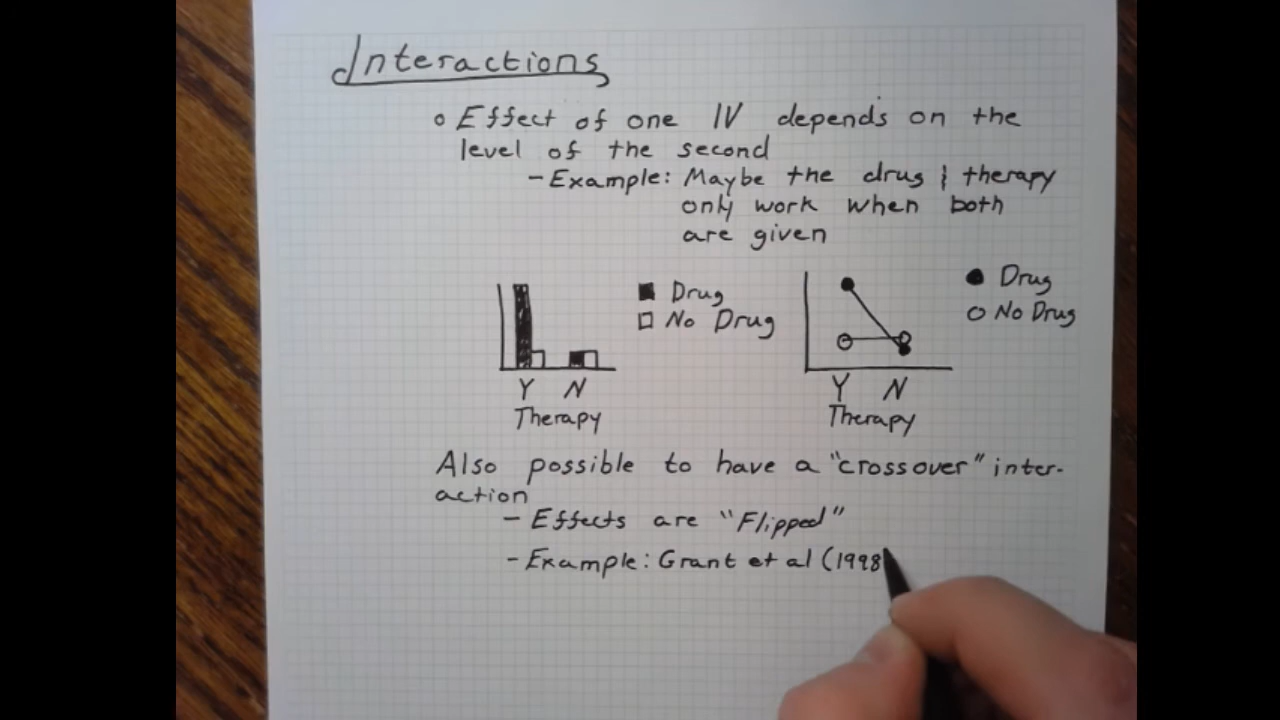 Interactions
o Effect of one IV depends on the
level of the second
- Example: Maybe the drug & therapy
only work when both
are given
Drug
No Drug
Y N
Therapy
Drug
No Drug
Y N
Therapy
Also possible to have a "crossover" inter-
action
- Effects are "Flipped"
- Example: Grant et al (1998